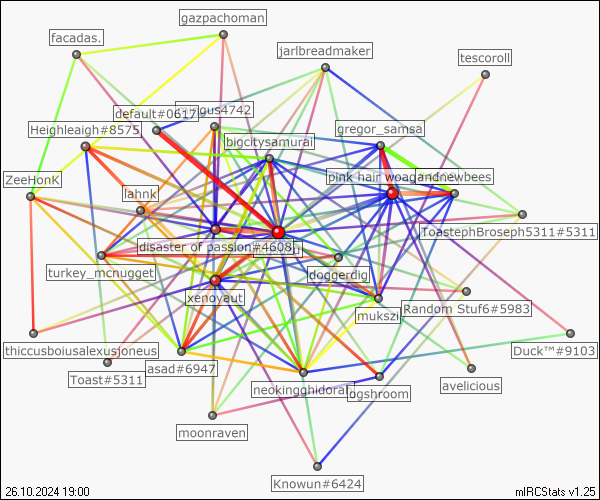 gazpachoman
facadas.
jarlbreadmaker
tescoroll
default#0617
Heighleaigh#8575
gregor_samsa
bigcitysamurai
pink hair woagandnewbees
ZeeHonK
lahnk
ToastephBroseph5311#5311
disaster of passion#4608
turkey_mcnugget
doggerdig
xenoyaut
mukszi
Random Stuf6#5983
thiccusboiusalexusjoneus
Duck™#9103
Toast#5311
asad#6947
neokingghidorah
ogshroom
avelicious
moonraven
Knowun#6424
26.10.2024 19:00
mIRCStats v1.25